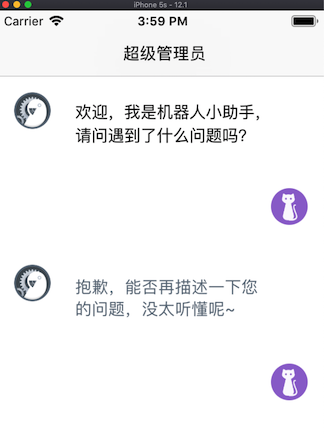 iPhone 5s - 12.1
Carrier 3:59 PM
超级管理员
欢迎，我是机器人小助手，
请问遇到了什么问题吗?
抱歉，能否再描述一下您
的问题，没太听懂呢~